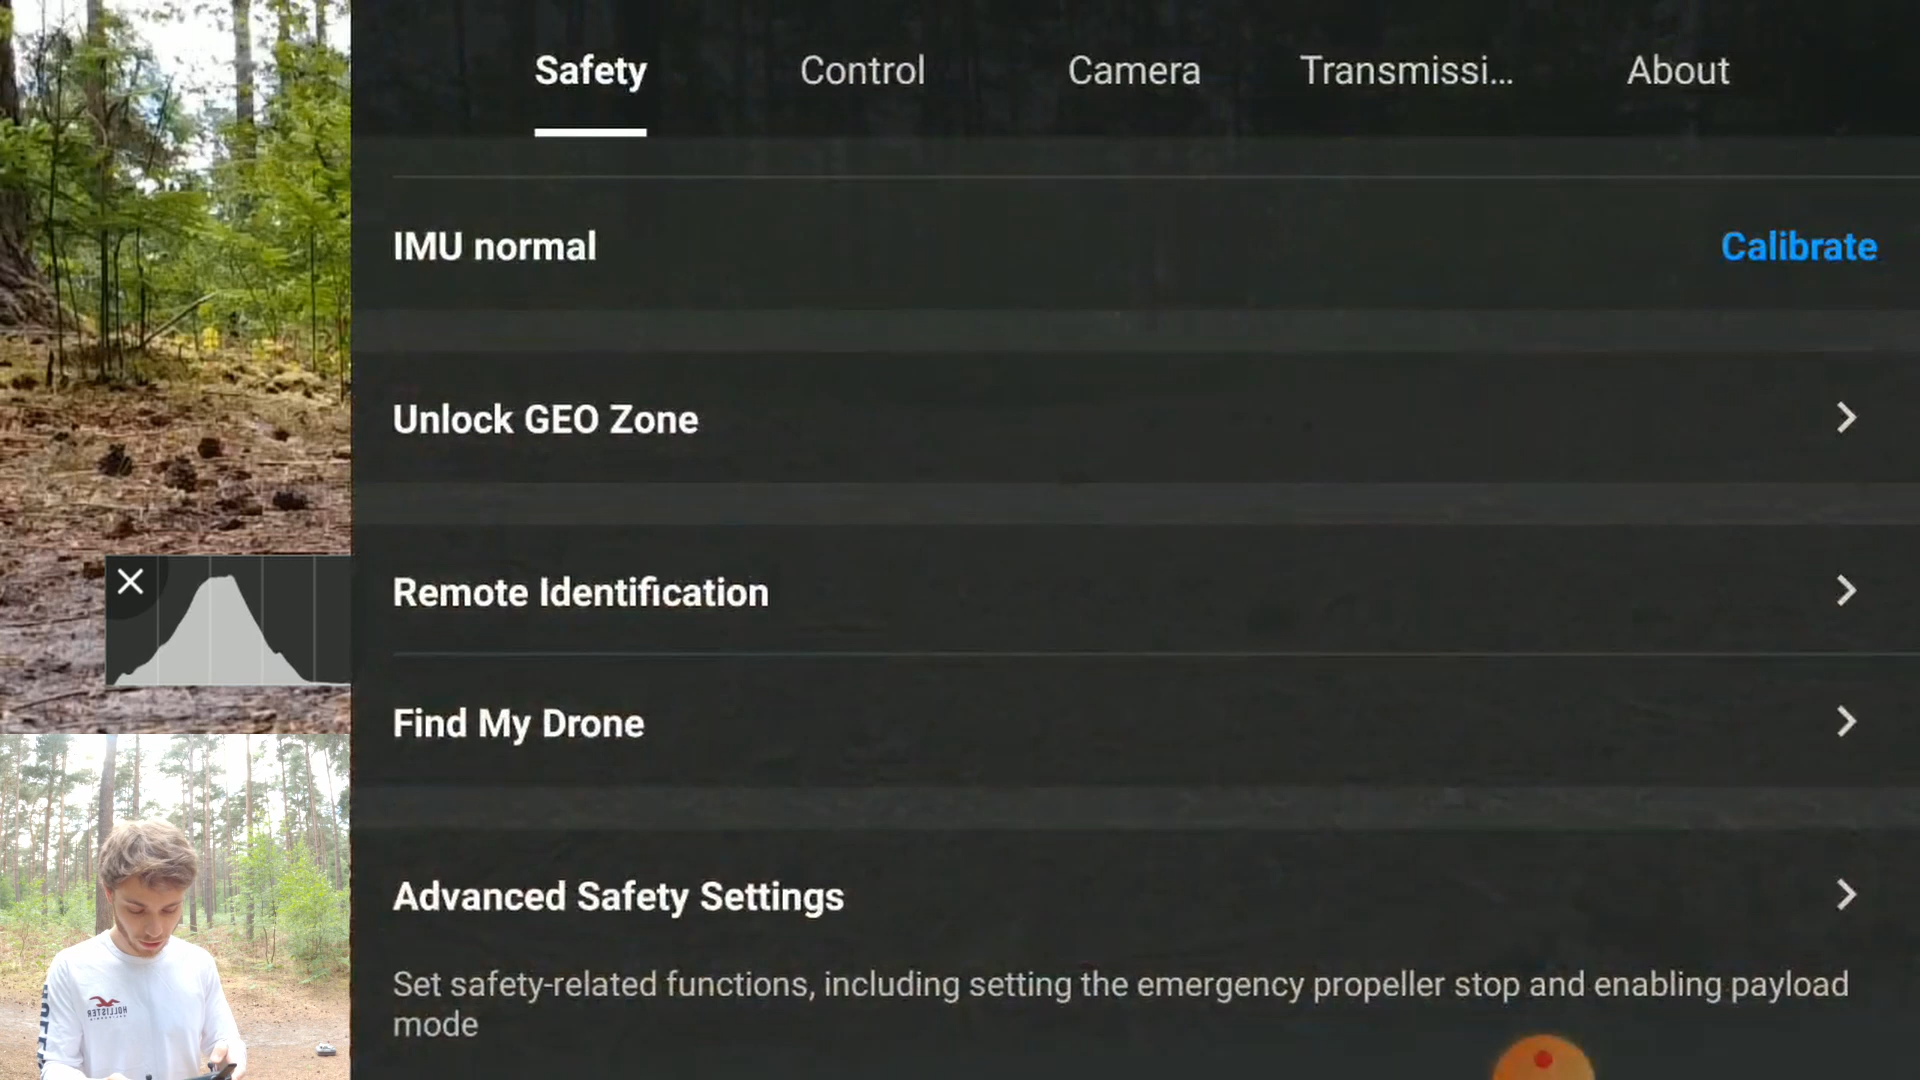 Safety
Control
Camera
Transmissi...
About
IMU normal
Calibrate
Unlock GEO Zone
Remote Identification
Find My Drone
Advanced Safety Settings
Set safety-related functions, including setting the emergency propeller stop and enabling payload
mode
HOLLISTER